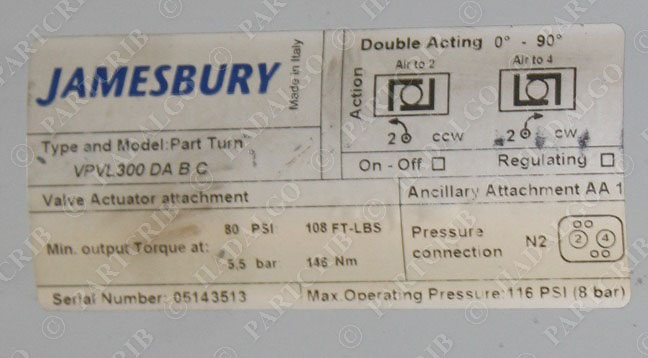 JAMESBURY
Made in Italy
Type and Model:Part Turn
VPVL300 DA B C
Double Acting 0° - 90°
Action
Air to 2
Air to 4
2 ccw
2 cw
On - Off
Regulating
Valve Actuator attachment
Ancillary Attachment AA 1
Min. output Torque at:
80 PSI 108 FT-LBS
5,5 bar 146 Nm
Pressure
connection
N2
2 4
Serial Number: 05143513
Max.Operating Pressure:116 PSI (8 bar)
© PARTCRIB
© HADALGO